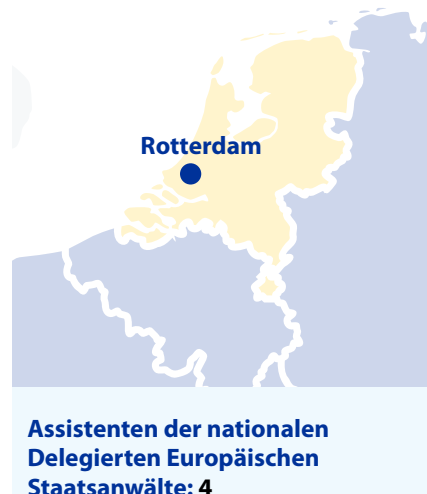 Rotterdam
Assistenten der nationalen
Delegierten Europäischen
Staatsanwälte: 4